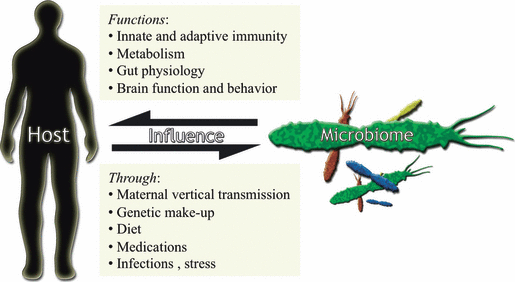 Functions:
• Innate and adaptive immunity
• Metabolism
• Gut physiology
• Brain function and behavior
Host
Influence
Microbiome
Through:
• Maternal vertical transmission
• Genetic make-up
• Diet
• Medications
• Infections , stress